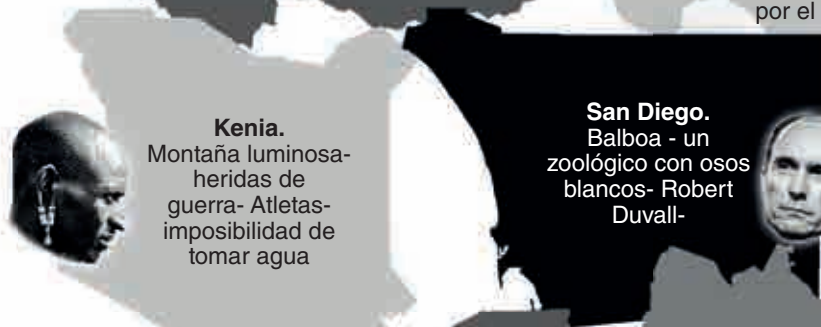 por el
Kenia.
Montaña luminosa-
heridas de
guerra- Atletas-
imposibilidad de
tomar agua
San Diego.
Balboa - un
zoológico con osos
blancos- Robert
Duvall-